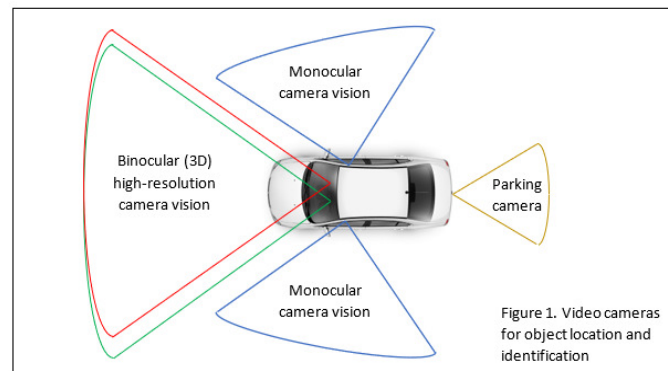 Monocular
camera vision
Binocular (3D)
high-resolution
camera vision
Parking
camera
Monocular
camera vision
Figure 1. Video cameras
for object location and
identification